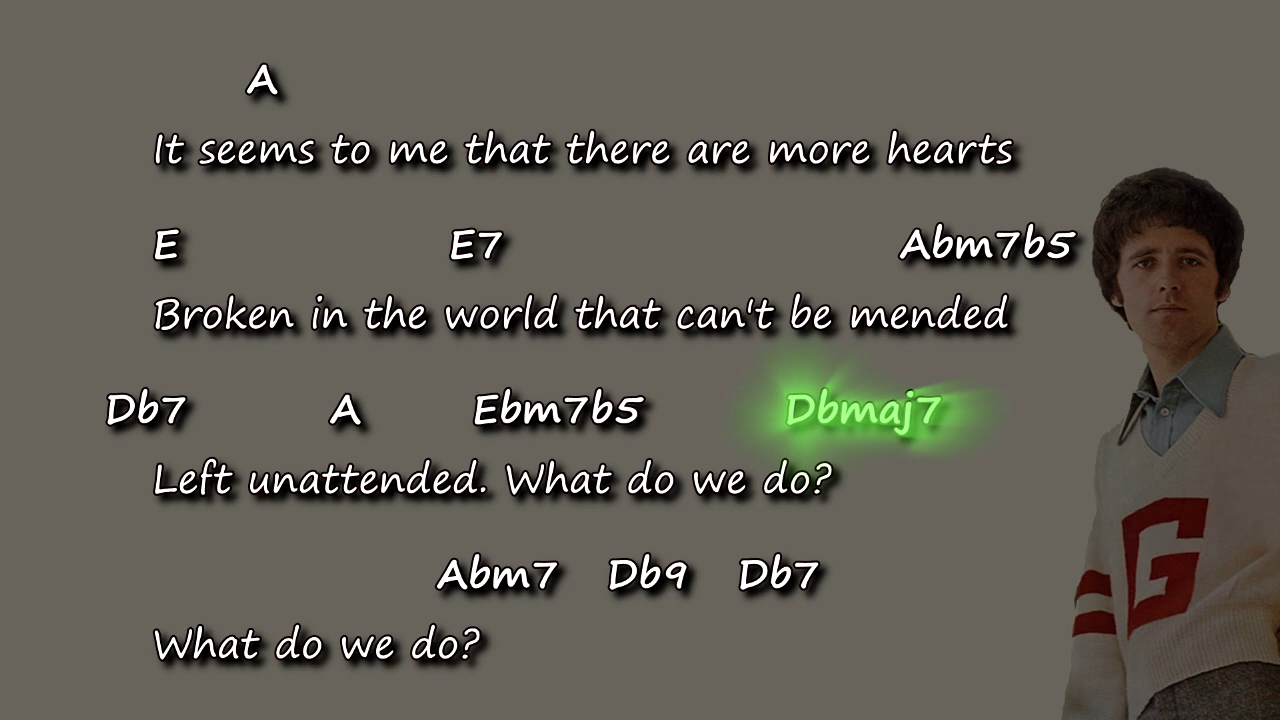 A
It seems to me that there are more hearts
E E7 Abm7b5
Broken in the world that can't be mended
Db7 A Ebm7b5 Dbmaj7
Left unattended. What do we do?
Abm7 Db9 Db7
What do we do?
G